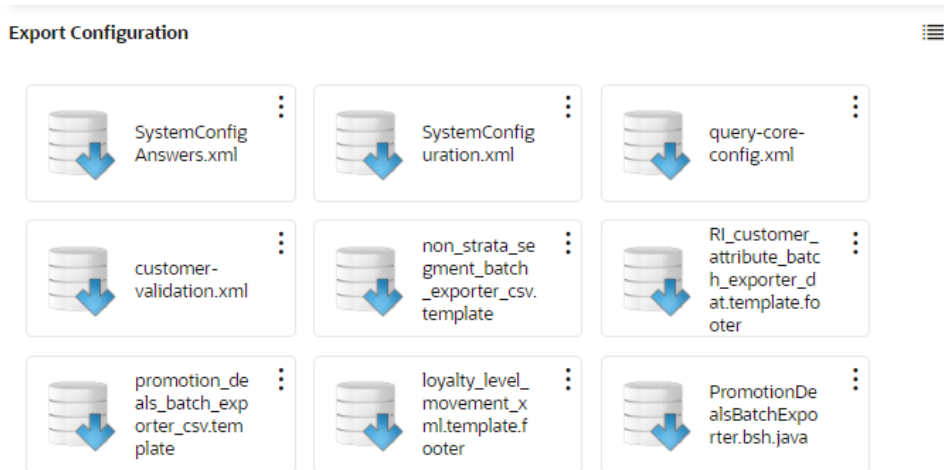 Export Configuration
SystemConfig
Answers.xml
SystemConfig
uration.xml
query-core-
config.xml
customer-
validation.xml
non_strata_se
gment_batch
_exporter_csv.
template
RI_customer_
attribute_batc
h_exporter_d
at.template.fo
oter
promotion_de
als_batch_exp
orter_csv.tem
plate
loyalty_level_
movement_x
ml.template.f
ooter
PromotionDe
alsBatchExpo
rter.bsh.java